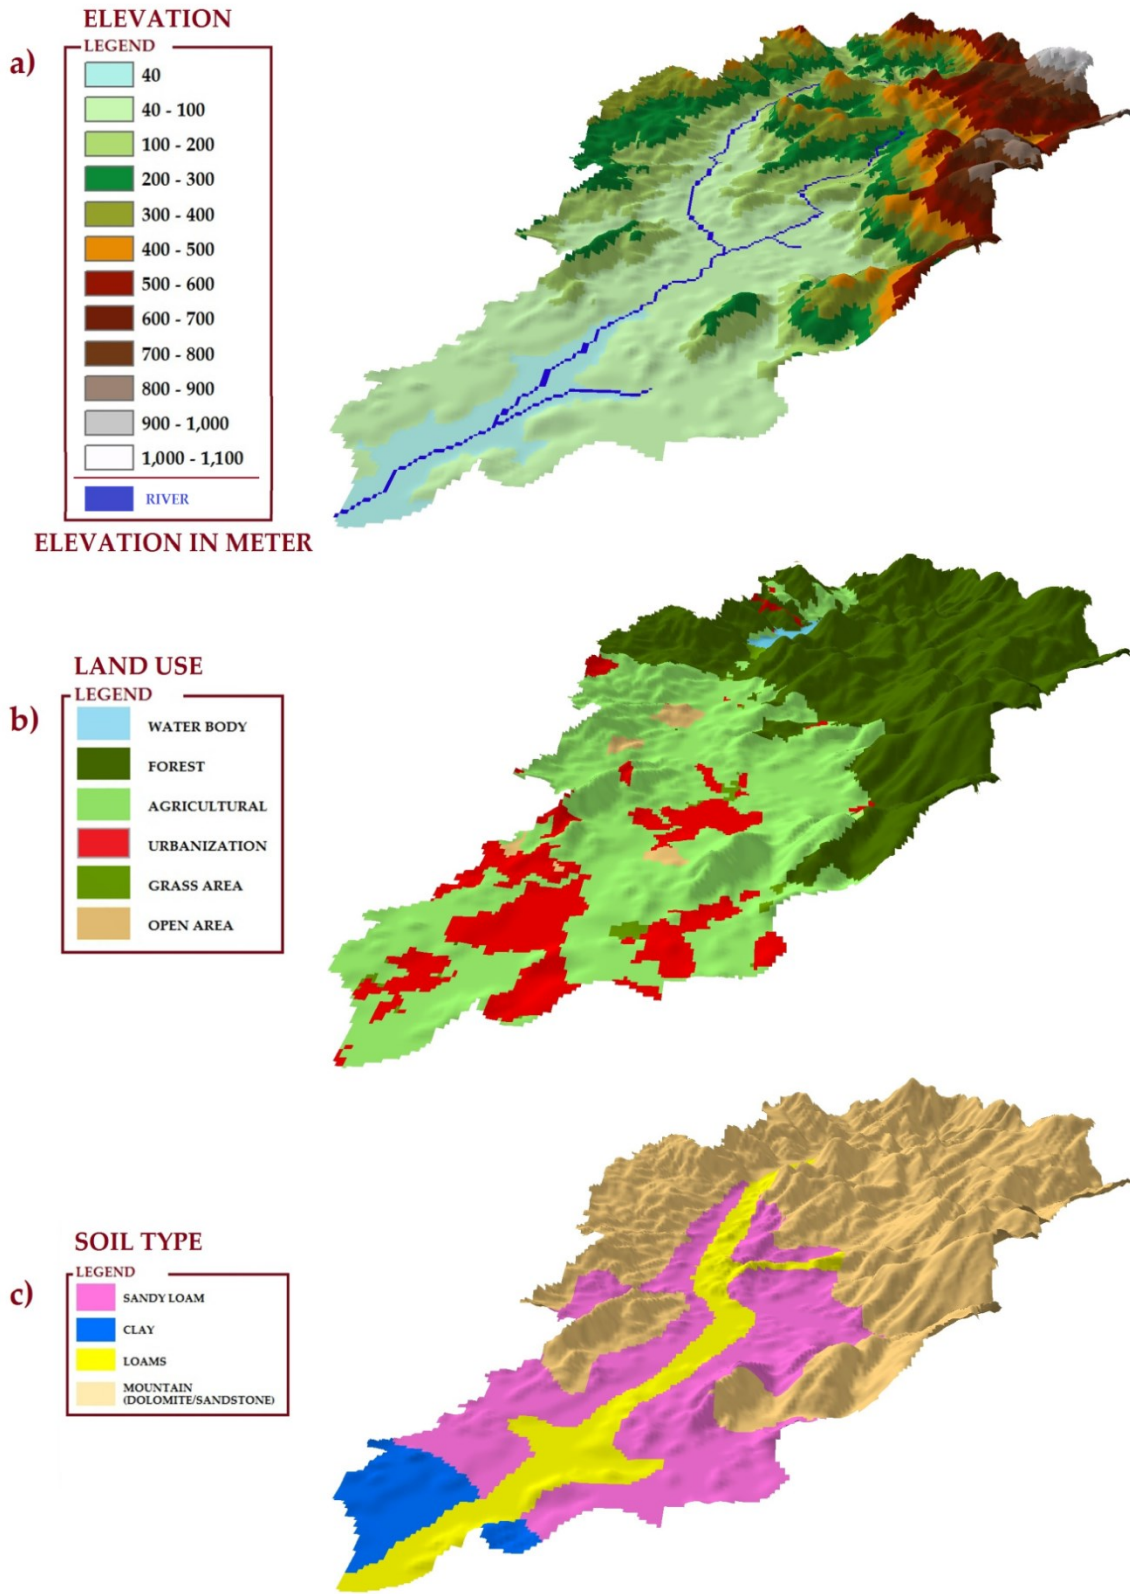 ELEVATION
a)
LEGEND
40
40 - 100
100 - 200
200 - 300
300 - 400
400 - 500
500 - 600
600 - 700
700 - 800
800 - 900
900 - 1,000
1,000 - 1,100
RIVER
ELEVATION IN METER
LAND USE
b)
LEGEND
WATER BODY
FOREST
AGRICULTURAL
URBANIZATION
GRASS AREA
OPEN AREA
SOIL TYPE
c)
LEGEND
SANDY LOAM
CLAY
LOAMS
MOUNTAIN
(DOLOMITE/SANDSTONE)